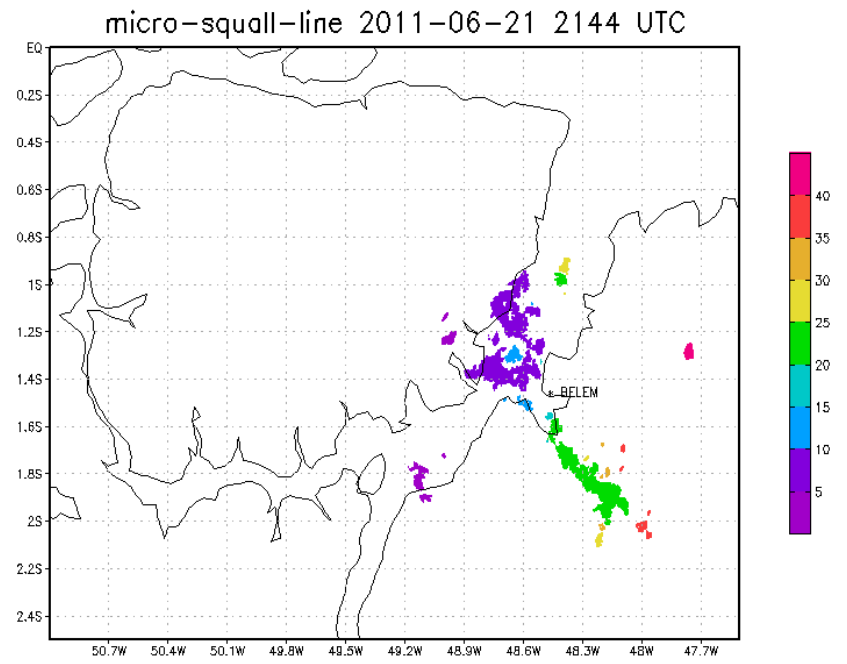 micro-squall-line 2011-06-21 2144 UTC
EQ
0.2S
0.4S
0.6S
0.8S
1S
1.2S
1.4S
1.6S
1.8S
2S
2.2S
2.4S
50.7W 50.4W 50.1W 49.8W 49.5W 49.2W 48.9W 48.6W 48.3W 48W 47.7W
* BELEM
40
35
30
25
20
15
10
5